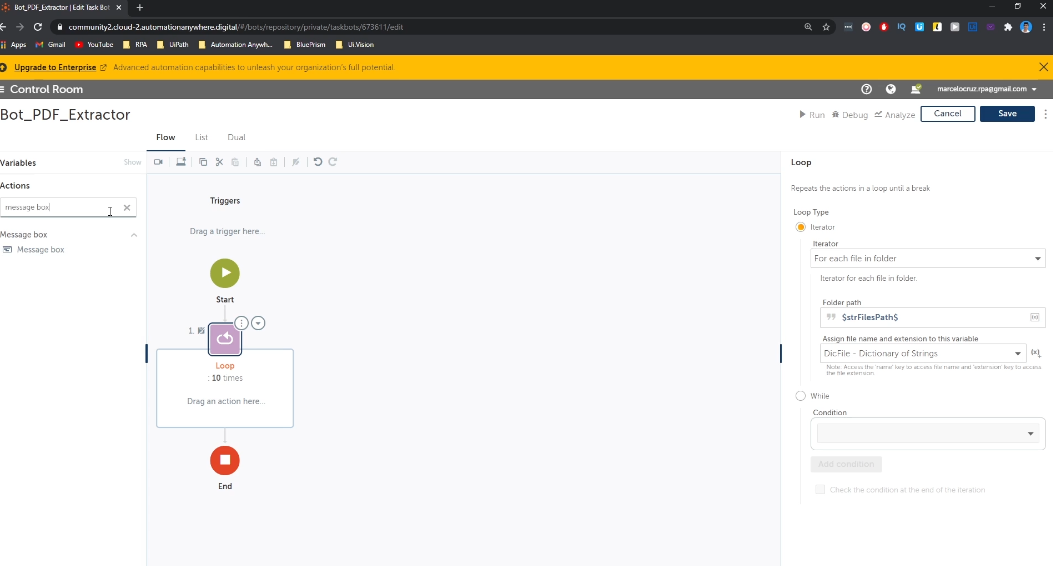 Bot_PDF_Extractor | Edit Task Bot
community2.cloud-2.automationanywhere.digital/#/bots/repository/private/taskbots/673611/edit
Apps Gmail YouTube RPA UiPath Automation Anywh... BluePrism Ui.Vision
Upgrade to Enterprise Advanced automation capabilities to unleash your organization's full potential.
Control Room
marcelocruz.rpa@gmail.com
Bot_PDF_Extractor
Run Debug Analyze Cancel Save
Flow List Dual
Variables Show
Actions
message box
Message box
Message box
Triggers
Drag a trigger here...
Start
1.
Loop
: 10 times
Drag an action here...
End
Loop
Repeats the actions in a loop until a break
Loop Type
Iterator
Iterator
For each file in folder
Iterator for each file in folder.
Folder path
$strFilesPath$
Assign file name and extension to this variable
DicFile - Dictionary of Strings
Note. Access the 'name' key to access file name and 'extension' key to access
the file extension.
While
Condition
Add condition
Check the condition at the end of the iteration